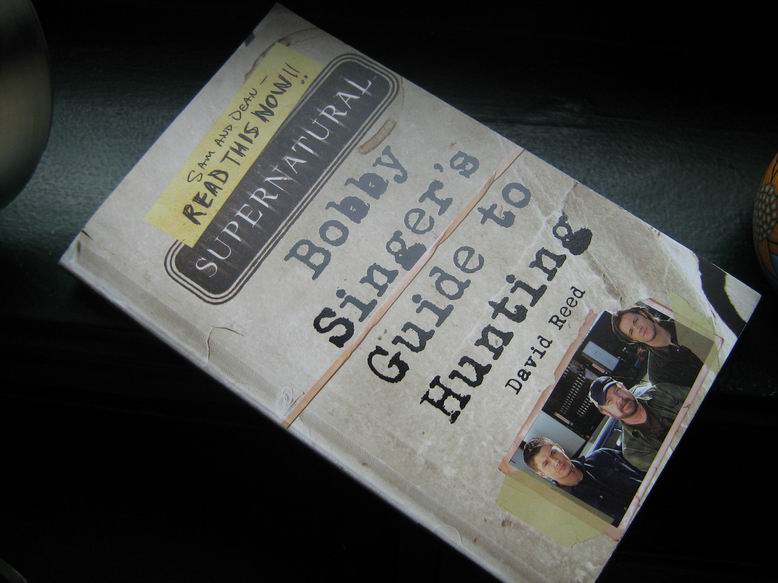 SAM AND DEAN —
READ THIS NOW!!
SUPERNATURAL
Bobby
Singer's
Guide to
Hunting
David Reed